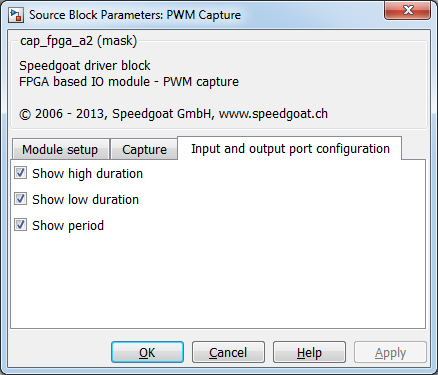 Source Block Parameters: PWM Capture
cap_fpga_a2 (mask)
Speedgoat driver block
FPGA based IO module - PWM capture
© 2006 - 2013, Speedgoat GmbH, www.speedgoat.ch
Module setup Capture Input and output port configuration
Show high duration
Show low duration
Show period
OK Cancel Help Apply